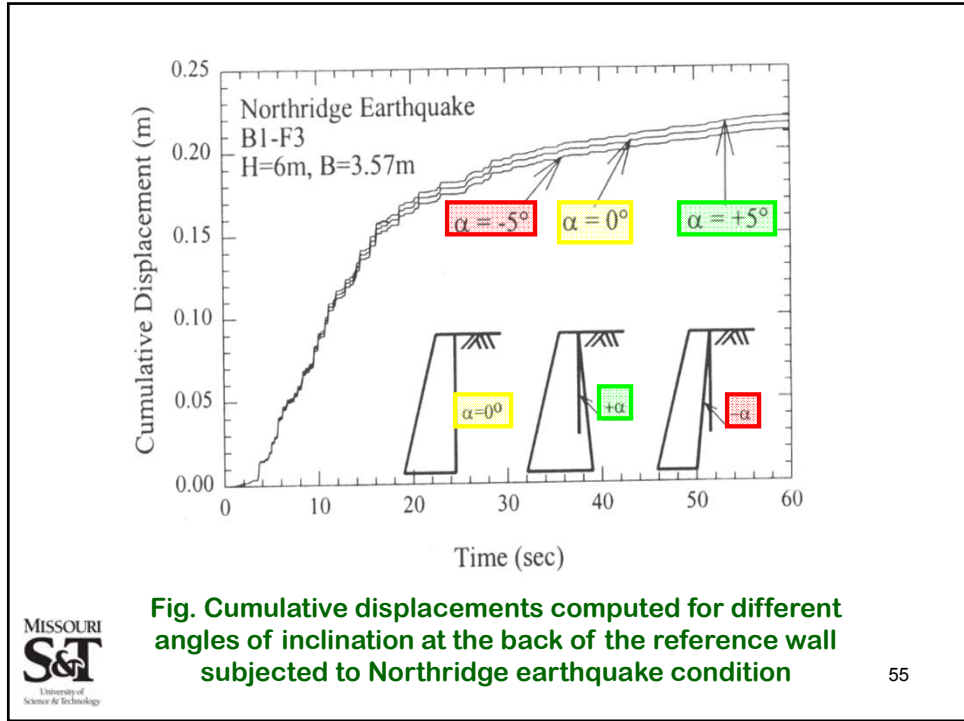 0.25
0.20
0.15
0.10
0.05
0.00
Cumulative Displacement (m)
Northridge Earthquake
B1-F3
H=6m, B=3.57m
α = -5°
α = 0°
α = +5°
α=0°
+α
-α
0 10 20 30 40 50 60
Time (sec)
Fig. Cumulative displacements computed for different
angles of inclination at the back of the reference wall
subjected to Northridge earthquake condition
MISSOURI
S&T
University of
Science & Technology
55